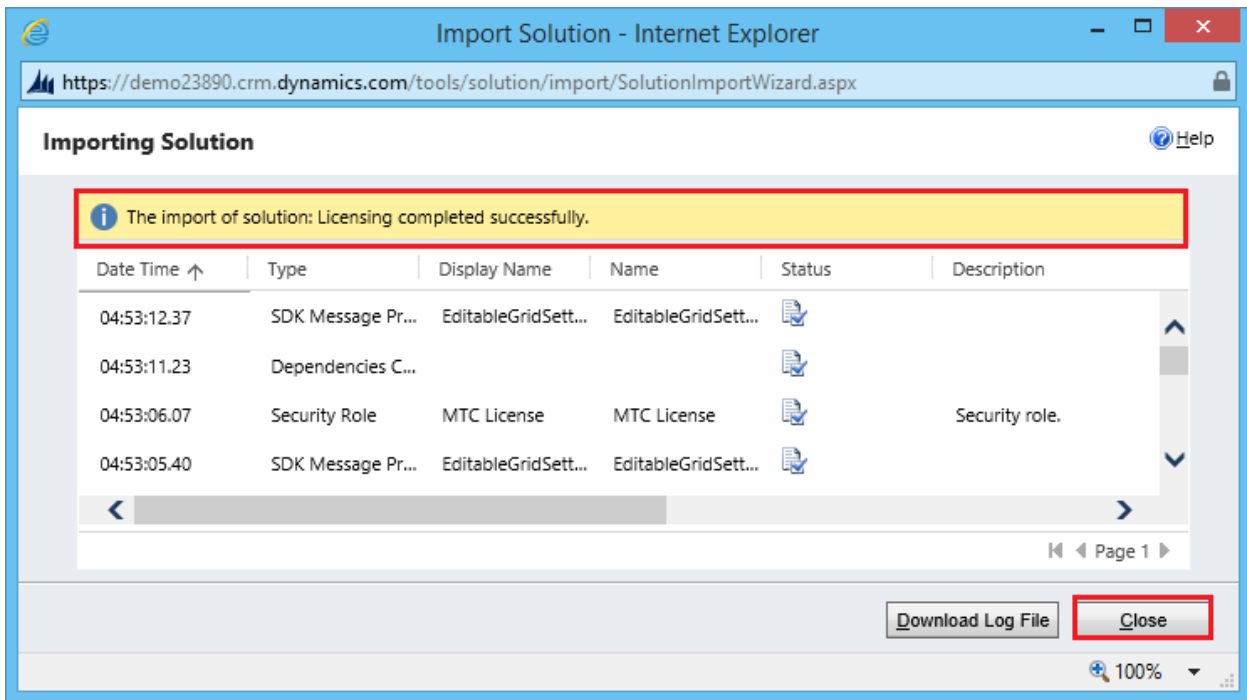 Import Solution - Internet Explorer
https://demo23890.crm.dynamics.com/tools/solution/import/SolutionImportWizard.aspx
Importing Solution
Help
The import of solution: Licensing completed successfully.
Date Time Type Display Name Name Status Description
04:53:12.37 SDK Message Pr... EditableGridSett... EditableGridSett...
04:53:11.23 Dependencies C...
04:53:06.07 Security Role MTC License MTC License Security role.
04:53:05.40 SDK Message Pr... EditableGridSett... EditableGridSett...
Page 1
Download Log File Close
100%